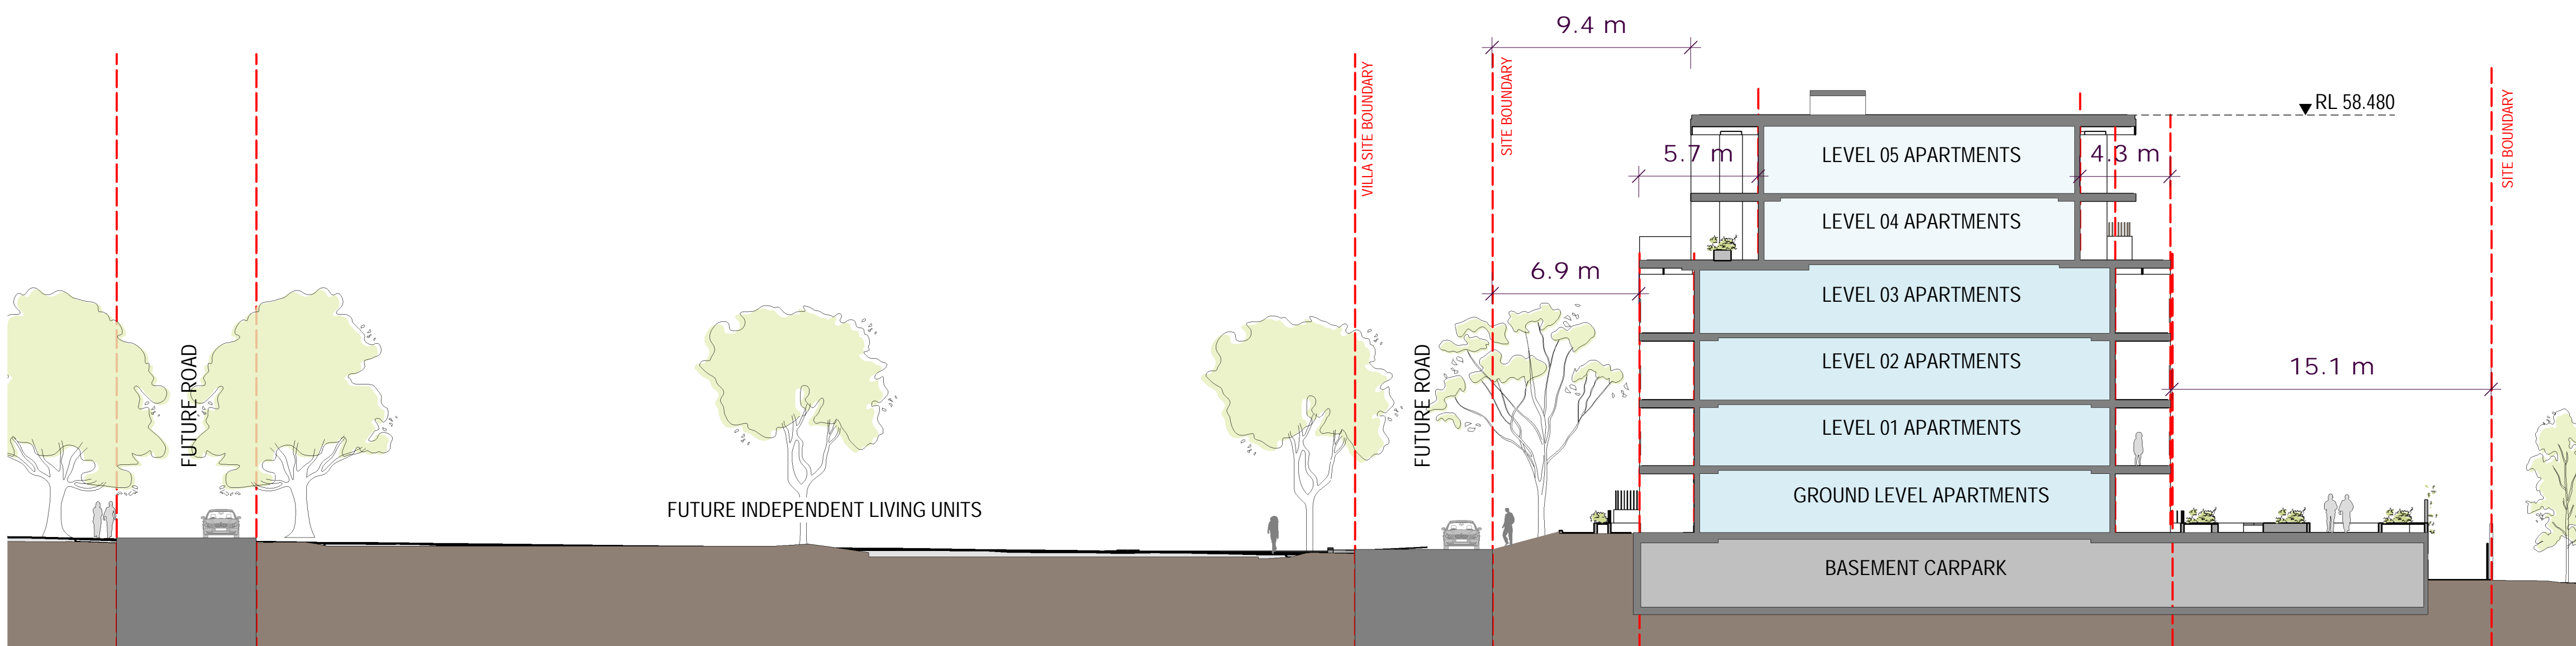 9.4 m
VILLA SITE BOUNDARY
SITE BOUNDARY
RL 58.480
SITE BOUNDARY
5.7 m
LEVEL 05 APARTMENTS
4.3 m
LEVEL 04 APARTMENTS
6.9 m
LEVEL 03 APARTMENTS
FUTURE ROAD
FUTURE ROAD
LEVEL 02 APARTMENTS
15.1 m
LEVEL 01 APARTMENTS
GROUND LEVEL APARTMENTS
FUTURE INDEPENDENT LIVING UNITS
BASEMENT CARPARK